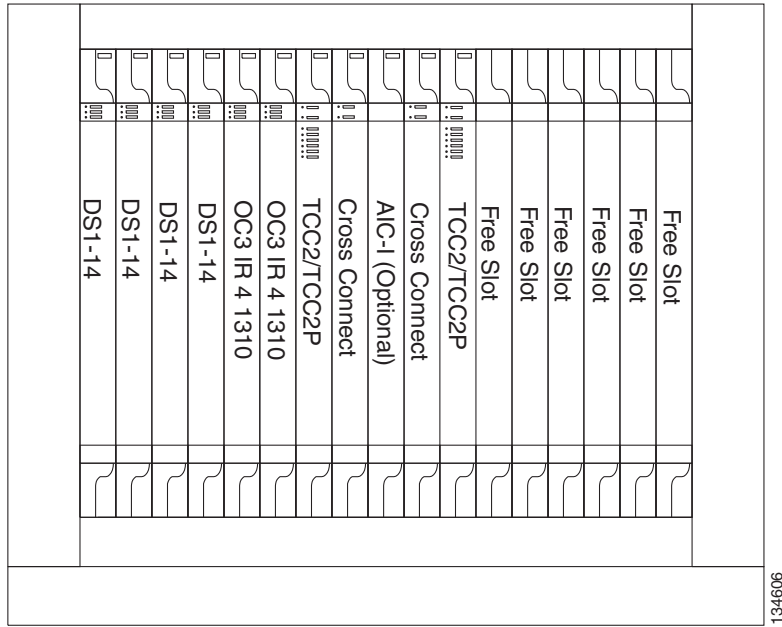 DS1-14
DS1-14
DS1-14
DS1-14
OC3 IR 4 1310
OC3 IR 4 1310
TCC2/TCC2P
Cross Connect
AIC-I (Optional)
Cross Connect
TCC2/TCC2P
Free Slot
Free Slot
Free Slot
Free Slot
Free Slot
Free Slot
134606